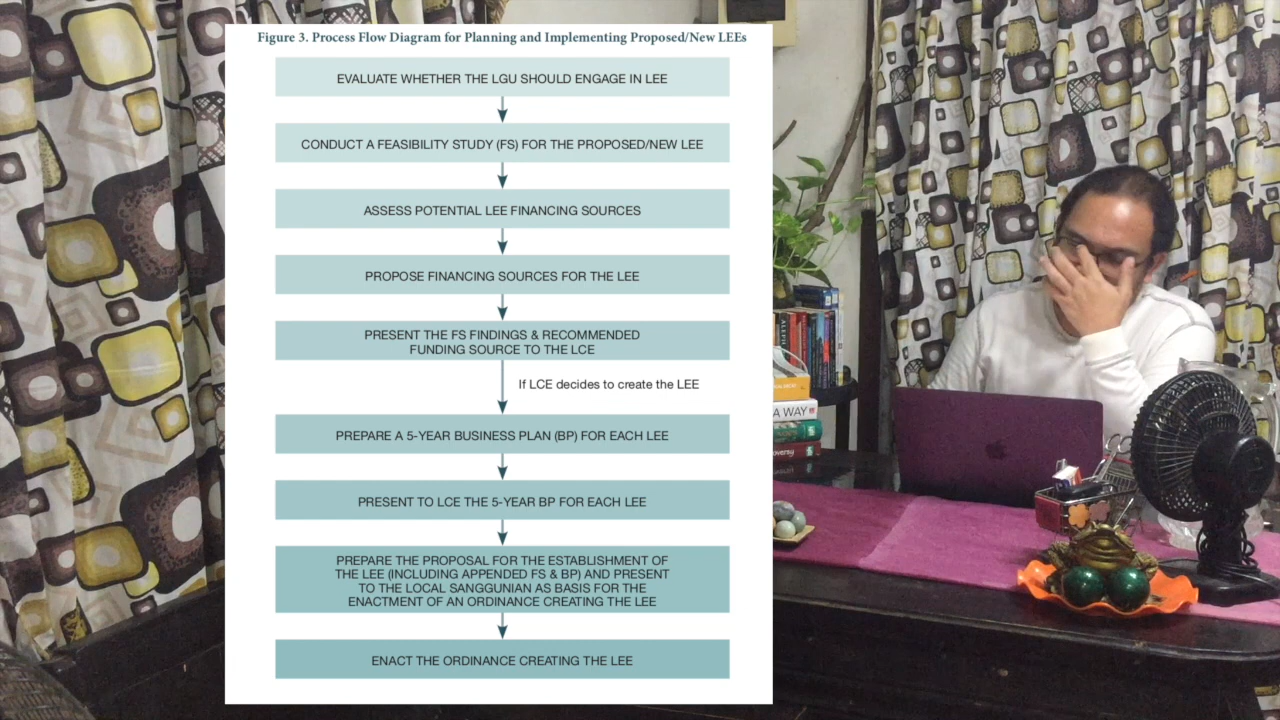 Figure 3. Process Flow Diagram for Planning and Implementing Proposed/New LEEs
EVALUATE WHETHER THE LGU SHOULD ENGAGE IN LEE
CONDUCT A FEASIBILITY STUDY (FS) FOR THE PROPOSED/NEW LEE
ASSESS POTENTIAL LEE FINANCING SOURCES
PROPOSE FINANCING SOURCES FOR THE LEE
PRESENT THE FS FINDINGS & RECOMMENDED
FUNDING SOURCE TO THE LCE
If LCE decides to create the LEE
PREPARE A 5-YEAR BUSINESS PLAN (BP) FOR EACH LEE
PRESENT TO LCE THE 5-YEAR BP FOR EACH LEE
PREPARE THE PROPOSAL FOR THE ESTABLISHMENT OF
THE LEE (INCLUDING APPENDED FS & BP) AND PRESENT
TO THE LOCAL SANGGUNIAN AS BASIS FOR THE
ENACTMENT OF AN ORDINANCE CREATING THE LEE
ENACT THE ORDINANCE CREATING THE LEE
ALEPH
A WAY